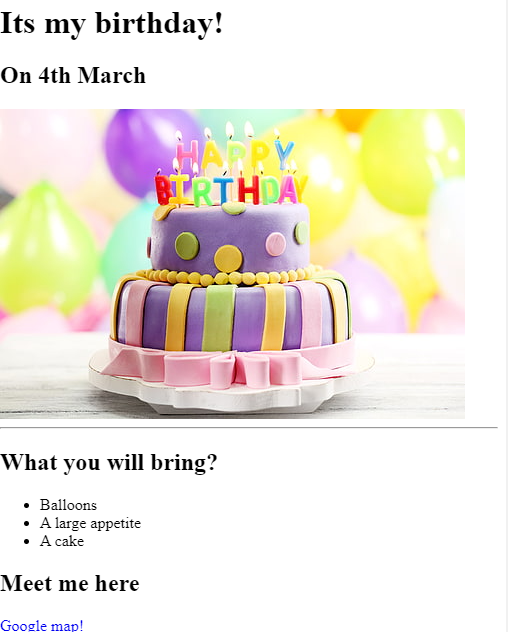 Its my birthday!
On 4th March
HAPPY
BIRTHDAY
What you will bring?
Balloons
A large appetite
A cake
Meet me here
Google map!